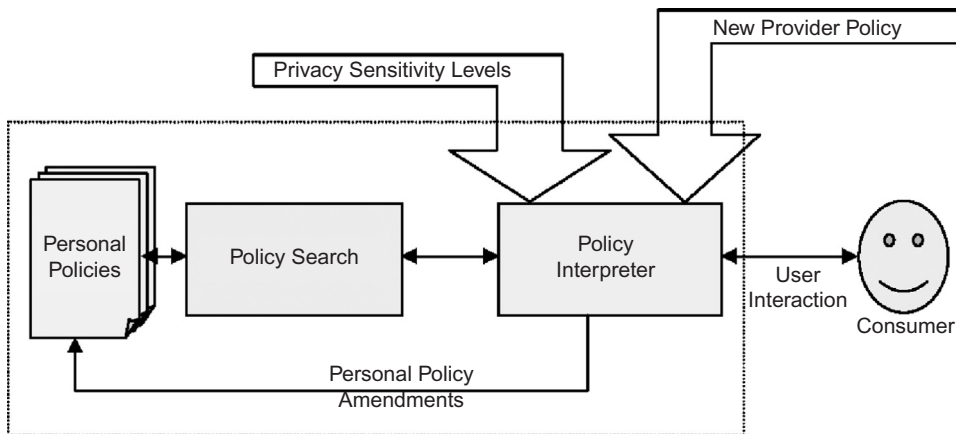 New Provider Policy
Privacy Sensitivity Levels
Personal
Policies
Policy Search
Policy
Interpreter
User
Interaction
Consumer
Personal Policy
Amendments